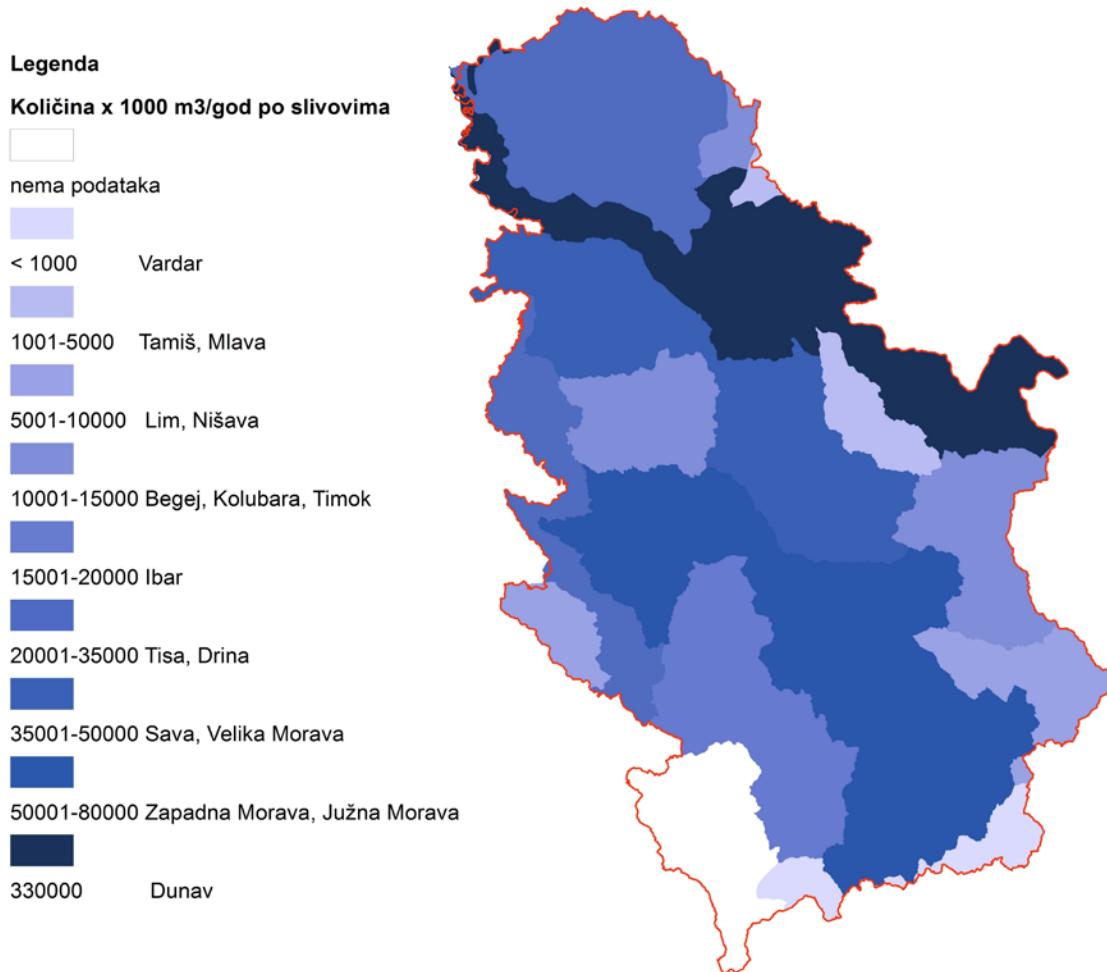 Legenda
Količina x 1000 m3/god po slivovima
nema podataka
< 1000 Vardar
1001-5000 Tamiš, Mlava
5001-10000 Lim, Nišava
10001-15000 Begej, Kolubara, Timok
15001-20000 Ibar
20001-35000 Tisa, Drina
35001-50000 Sava, Velika Morava
50001-80000 Zapadna Morava, Južna Morava
330000 Dunav